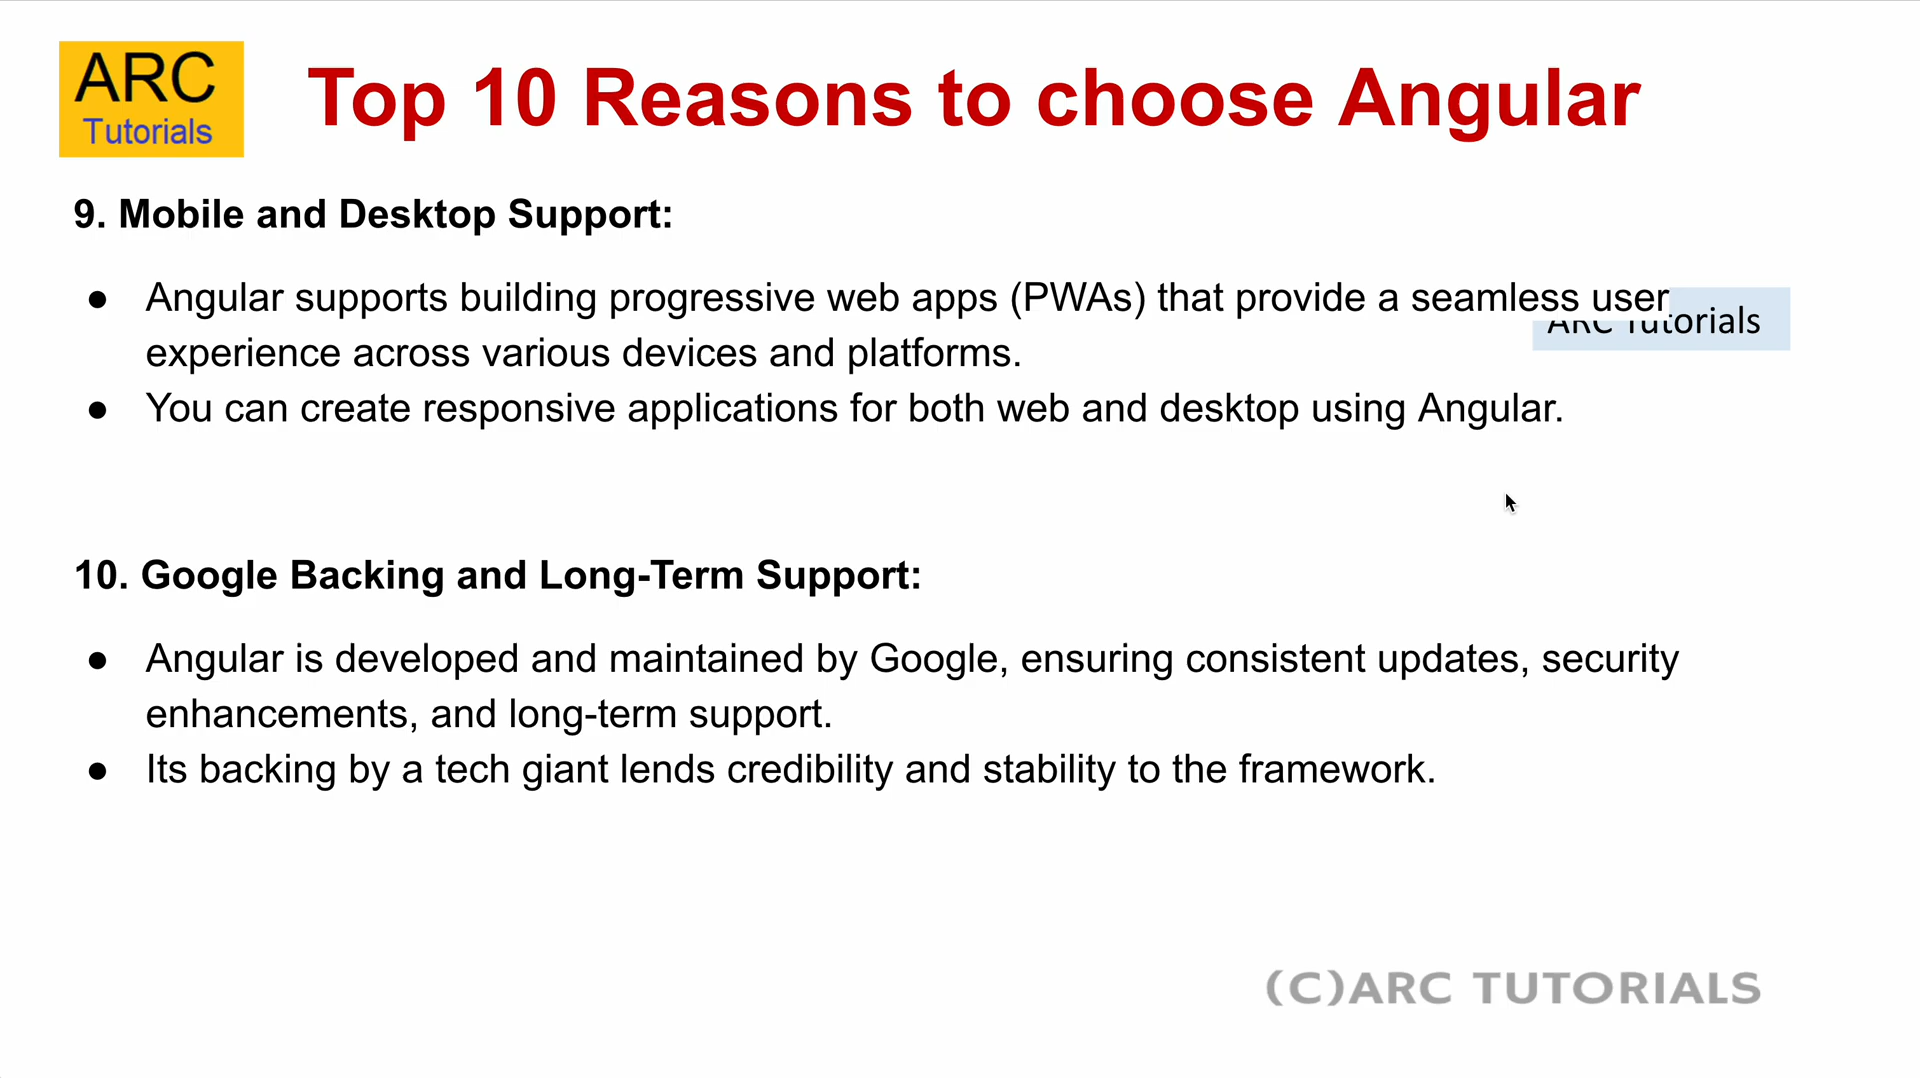 ARC
Tutorials
Top 10 Reasons to choose Angular
9. Mobile and Desktop Support:
● Angular supports building progressive web apps (PWAs) that provide a seamless user
ARC Tutorials
experience across various devices and platforms.
● You can create responsive applications for both web and desktop using Angular.
10. Google Backing and Long-Term Support:
● Angular is developed and maintained by Google, ensuring consistent updates, security
enhancements, and long-term support.
● Its backing by a tech giant lends credibility and stability to the framework.
(C)ARC TUTORIALS